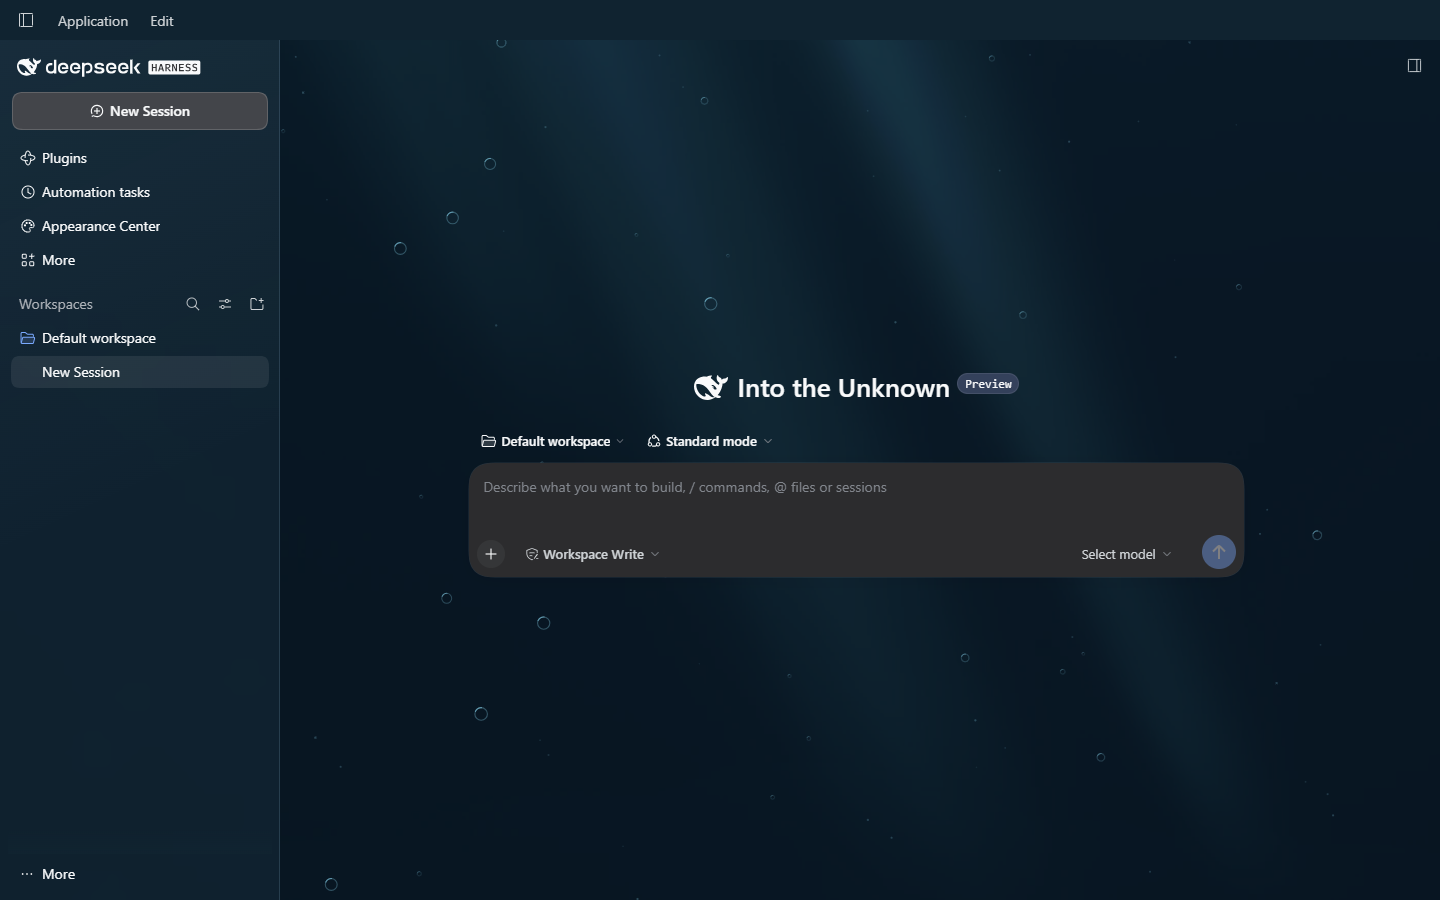 Application Edit
deepseek HARNESS
New Session
Plugins
Automation tasks
Appearance Center
More
Workspaces
Default workspace
New Session
More
Into the Unknown Preview
Default workspace Standard mode
Describe what you want to build, / commands, @ files or sessions
Workspace Write Select model